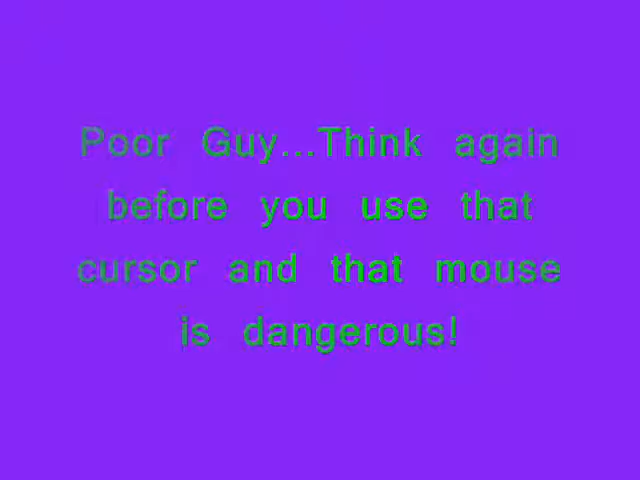 Poor Guy...Think again
before you use that
cursor and that mouse
is dangerous!